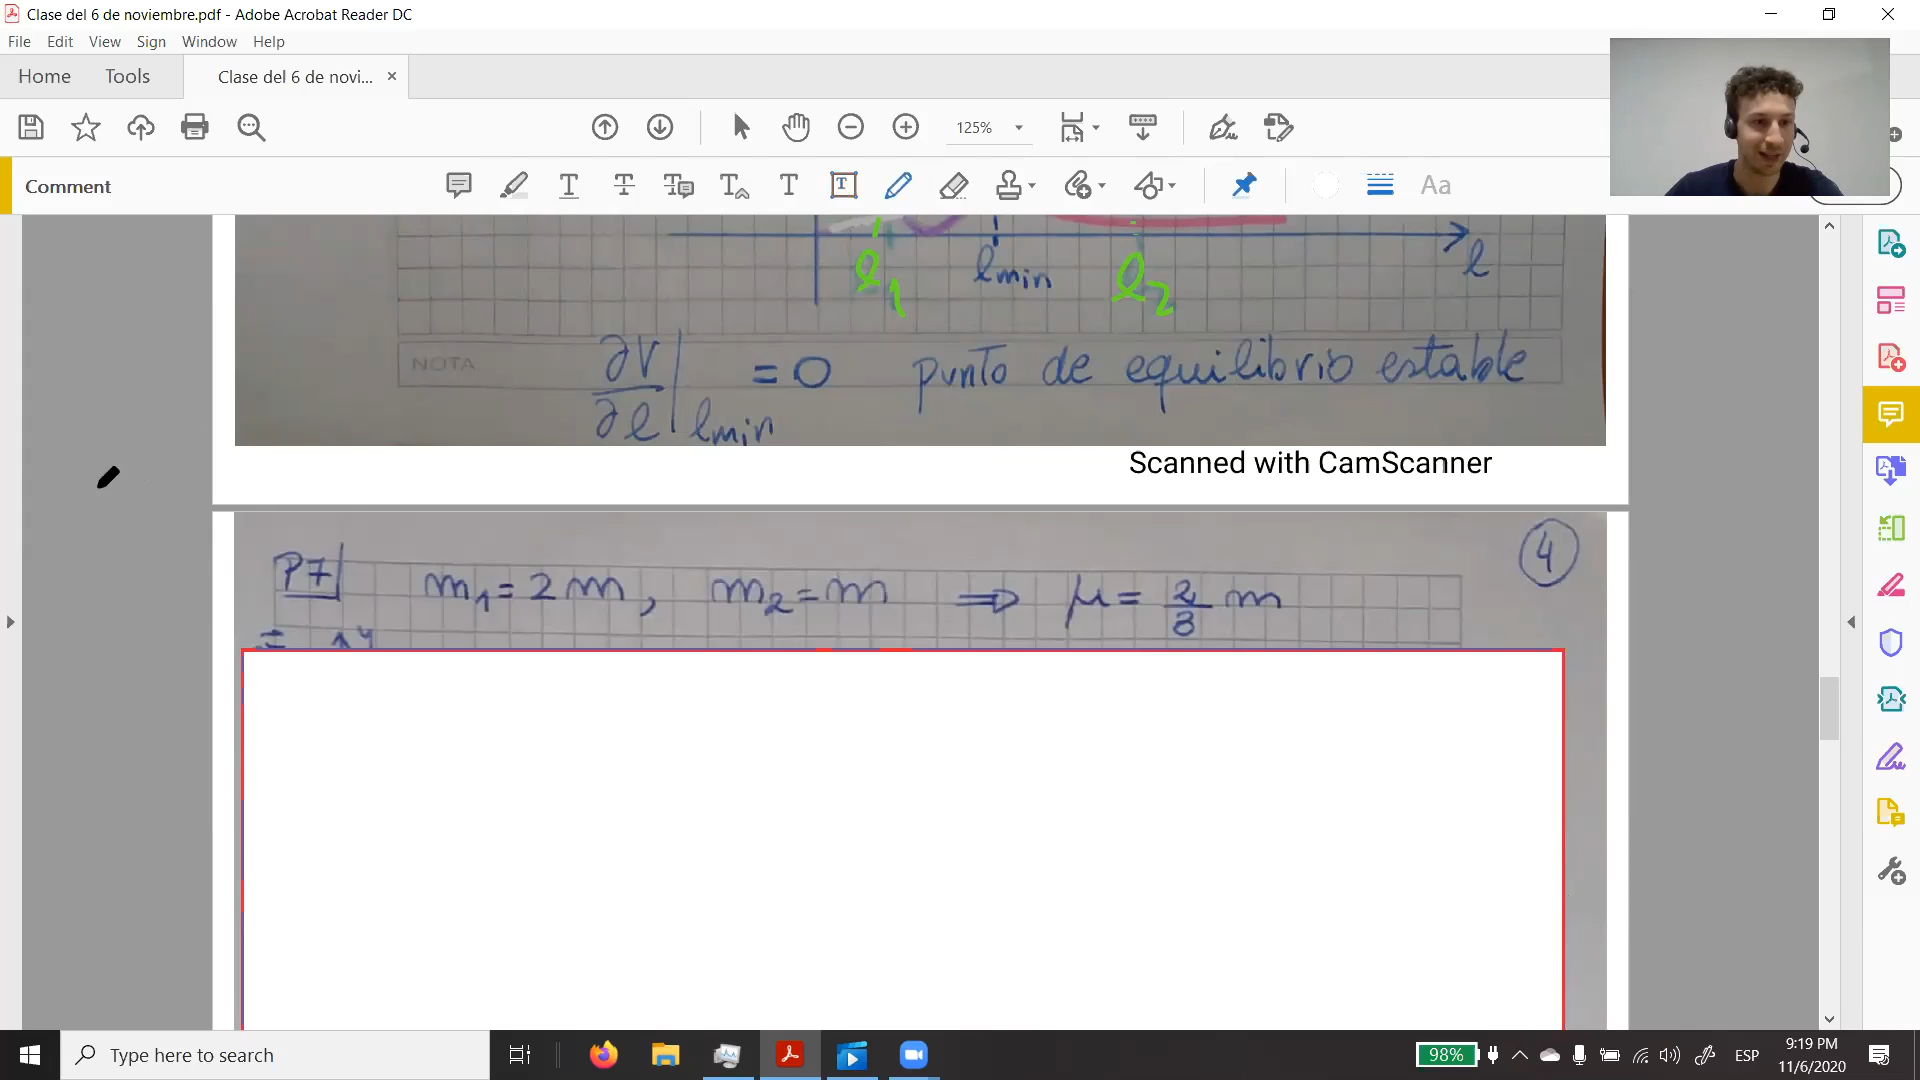 Clase del 6 de noviembre.pdf - Adobe Acrobat Reader DC
File Edit View Sign Window Help
Home Tools Clase del 6 de novi... ×
125%
Comment
Aa
l1 lmin l2 l
NOTA ∂V/∂l | lmin = 0 punto de equilibrio estable
Scanned with CamScanner
4
P7 m1 = 2m, m2 = m ⇒ μ = 2/3 m
Type here to search
98% ESP 9:19 PM
11/6/2020